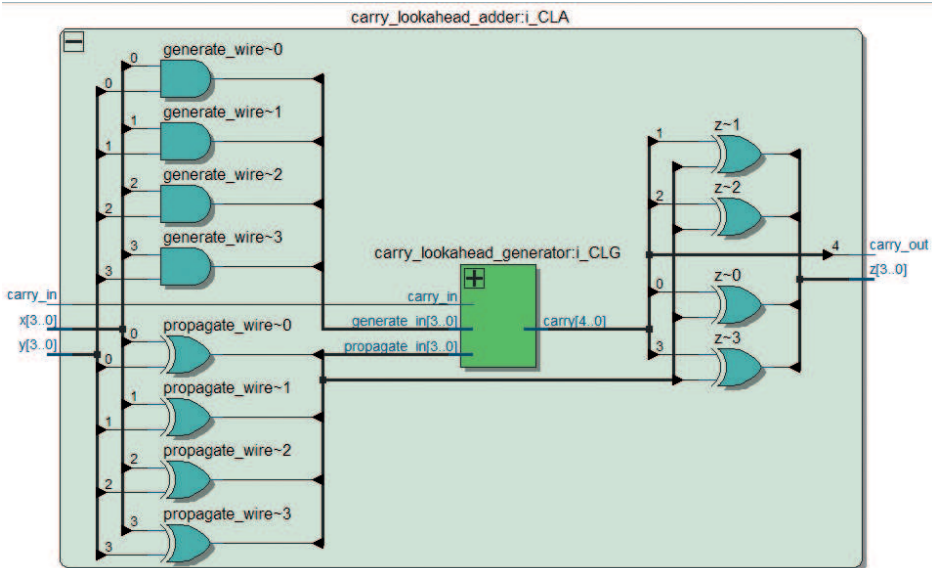 carry_lookahead_adder:i_CLA
generate_wire~0
0
0
generate_wire~1
1
1
z~1
1
generate_wire~2
2
2
z~2
2
generate_wire~3
3
3
carry_lookahead_generator:i_CLG
4
carry_out
z[3..0]
carry_in
carry_in
z~0
0
x[3..0]
generate_in[3..0]
carry[4..0]
propagate_wire~0
0
0
y[3..0]
propagate_in[3..0]
z~3
3
propagate_wire~1
1
1
propagate_wire~2
2
2
propagate_wire~3
3
3